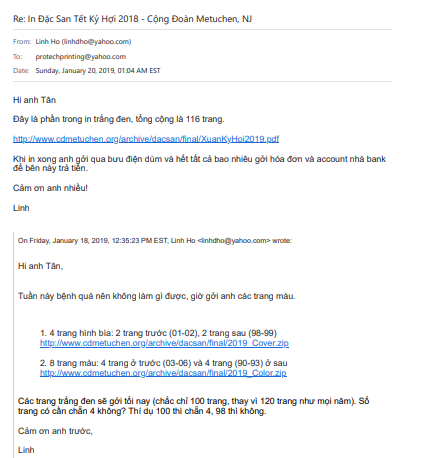 Re: In Đặc San Tết Kỷ Hợi 2018 - Cộng Đoàn Metuchen, NJ
From: Linh Ho (linhdho@yahoo.com)
To: protechprinting@yahoo.com
Date: Sunday, January 20, 2019, 01:04 AM EST
Hi anh Tân
Đây là phần trong in trắng đen, tổng cộng là 116 trang.
http://www.cdmetuchen.org/archive/dacsan/final/XuanKyHoi2019.pdf
Khi in xong anh gởi qua bưu điện dùm và hết tất cả bao nhiêu gởi hóa đơn và account nhà bank
để bên này trả tiền.
Cảm ơn anh nhiều!
Linh
On Friday, January 18, 2019, 12:35:23 PM EST, Linh Ho <linhdho@yahoo.com> wrote:
Hi anh Tân,
Tuần này bệnh quá nên không làm gì được, giờ gởi anh các trang màu.
1. 4 trang hình bìa: 2 trang trước (01-02), 2 trang sau (98-99)
http://www.cdmetuchen.org/archive/dacsan/final/2019_Cover.zip
2. 8 trang màu: 4 trang ở trước (03-06) và 4 trang (90-93) ở sau
http://www.cdmetuchen.org/archive/dacsan/final/2019_Color.zip
Các trang trắng đen sẽ gởi tối nay (chắc chỉ 100 trang, thay vì 120 trang như mọi năm). Số
trang có cần chẵn 4 không? Thí dụ 100 thì chẵn 4, 98 thì không.
Cám ơn anh trước,
Linh